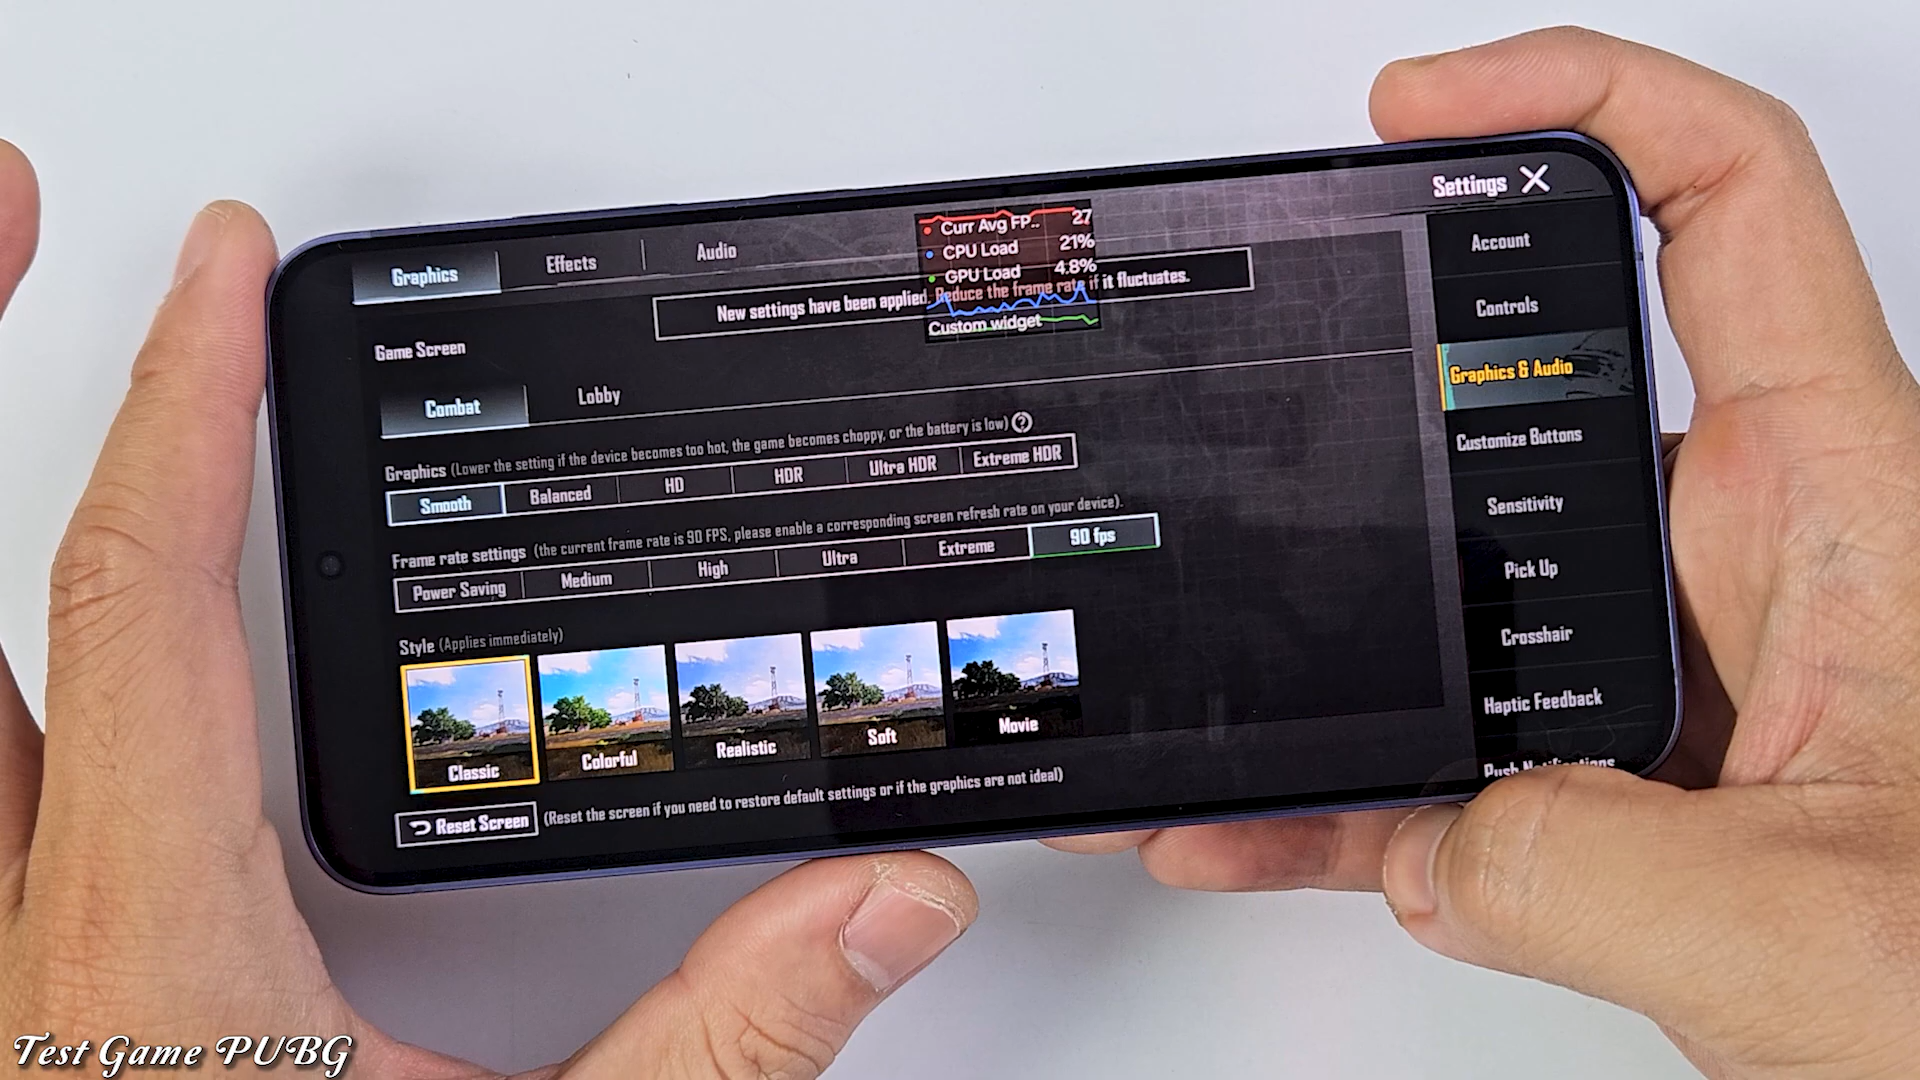 Settings X
Graphics Effects Audio
Curr Avg FP.. 27
CPU Load 21%
GPU Load 4.8%
Custom widget
New settings have been applied. Reduce the frame rate if it fluctuates.
Game Screen
Combat Lobby
Graphics (Lower the setting if the device becomes too hot, the game becomes choppy, or the battery is low) ?
Smooth Balanced HD HDR Ultra HDR Extreme HDR
Frame rate settings (the current frame rate is 90 FPS, please enable a corresponding screen refresh rate on your device).
Power Saving Medium High Ultra Extreme 90 fps
Style (Applies immediately)
Classic Colorful Realistic Soft Movie
Reset Screen (Reset the screen if you need to restore default settings or if the graphics are not ideal)
Account
Controls
Graphics & Audio
Customize Buttons
Sensitivity
Pick Up
Crosshair
Haptic Feedback
Push Notifications
Test Game PUBG